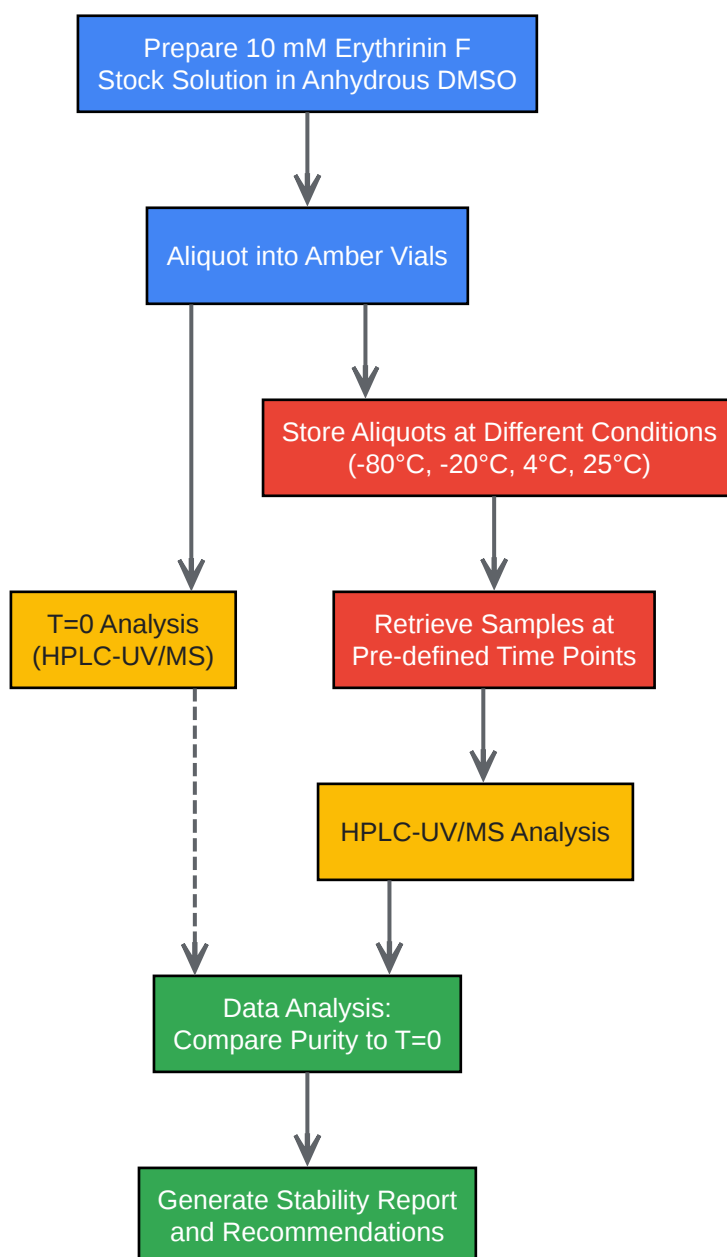 Prepare 10 mM Erythrinin F
Stock Solution in Anhydrous DMSO
Aliquot into Amber Vials
Store Aliquots at Different Conditions
(-80°C, -20°C, 4°C, 25°C)
T=0 Analysis
(HPLC-UV/MS)
Retrieve Samples at
Pre-defined Time Points
HPLC-UV/MS Analysis
Data Analysis:
Compare Purity to T=0
Generate Stability Report
and Recommendations